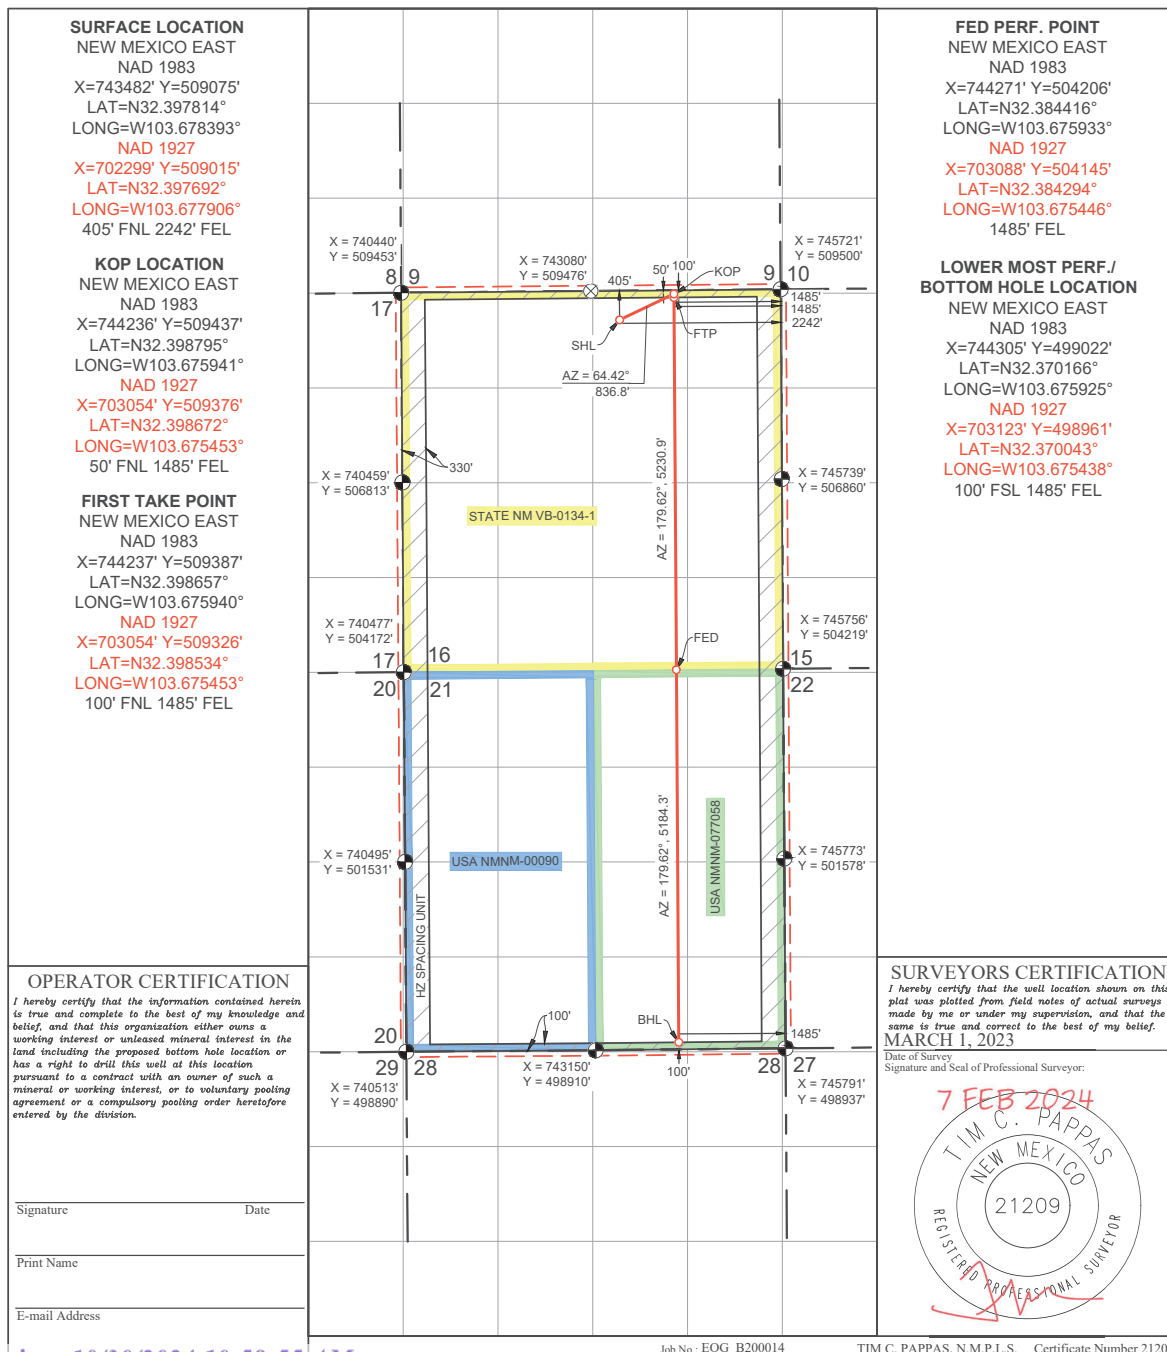 SURFACE LOCATION
NEW MEXICO EAST
NAD 1983
X=743482' Y=509075'
LAT=N32.397814°
LONG=W103.678393°
NAD 1927
X=702299' Y=509015'
LAT=N32.397692°
LONG=W103.677906°
405' FNL 2242' FEL
KOP LOCATION
NEW MEXICO EAST
NAD 1983
X=744236' Y=509437'
LAT=N32.398795°
LONG=W103.675941°
NAD 1927
X=703054' Y=509376'
LAT=N32.398672°
LONG=W103.675453°
50' FNL 1485' FEL
FIRST TAKE POINT
NEW MEXICO EAST
NAD 1983
X=744237' Y=509387'
LAT=N32.398657°
LONG=W103.675940°
NAD 1927
X=703054' Y=509326'
LAT=N32.398534°
LONG=W103.675453°
100' FNL 1485' FEL
OPERATOR CERTIFICATION
I hereby certify that the information contained herein
is true and complete to the best of my knowledge and
belief, and that this organization either owns a
working interest or unleased mineral interest in the
land including the proposed bottom hole location or
has a right to drill this well at this location
pursuant to a contract with an owner of such a
mineral or working interest, or to voluntary pooling
agreement or a compulsory pooling order heretofore
entered by the division.
Signature Date
Print Name
E-mail Address
X = 740440'
Y = 509453'
X = 743080'
Y = 509476'
X = 745721'
Y = 509500'
8 9
17
9 10
405'
50' 100'
KOP
1485'
1485'
2242'
SHL
FTP
AZ = 64.42°
836.8'
330'
X = 740459'
Y = 506813'
X = 745739'
Y = 506860'
AZ = 179.62°, 5230.9'
STATE NM VB-0134-1
X = 740477'
Y = 504172'
X = 745756'
Y = 504219'
FED
17 16
20 21
15
22
AZ = 179.62°, 5184.3'
USA NMNM-00090
USA NMNM-077058
X = 740495'
Y = 501531'
X = 745773'
Y = 501578'
HZ SPACING UNIT
100'
BHL
1485'
20
29 28
28 27
100'
X = 740513'
Y = 498890'
X = 743150'
Y = 498910'
X = 745791'
Y = 498937'
FED PERF. POINT
NEW MEXICO EAST
NAD 1983
X=744271' Y=504206'
LAT=N32.384416°
LONG=W103.675933°
NAD 1927
X=703088' Y=504145'
LAT=N32.384294°
LONG=W103.675446°
1485' FEL
LOWER MOST PERF./
BOTTOM HOLE LOCATION
NEW MEXICO EAST
NAD 1983
X=744305' Y=499022'
LAT=N32.370166°
LONG=W103.675925°
NAD 1927
X=703123' Y=498961'
LAT=N32.370043°
LONG=W103.675438°
100' FSL 1485' FEL
SURVEYORS CERTIFICATION
I hereby certify that the well location shown on this
plat was plotted from field notes of actual surveys
made by me or under my supervision, and that the
same is true and correct to the best of my belief.
MARCH 1, 2023
Date of Survey
Signature and Seal of Professional Surveyor:
7 FEB 2024
TIM C. PAPPAS
NEW MEXICO
21209
REGISTERED PROFESSIONAL SURVEYOR
Job No.: EOG_B200014
TIM C. PAPPAS, N.M.P.L.S. Certificate Number 2120